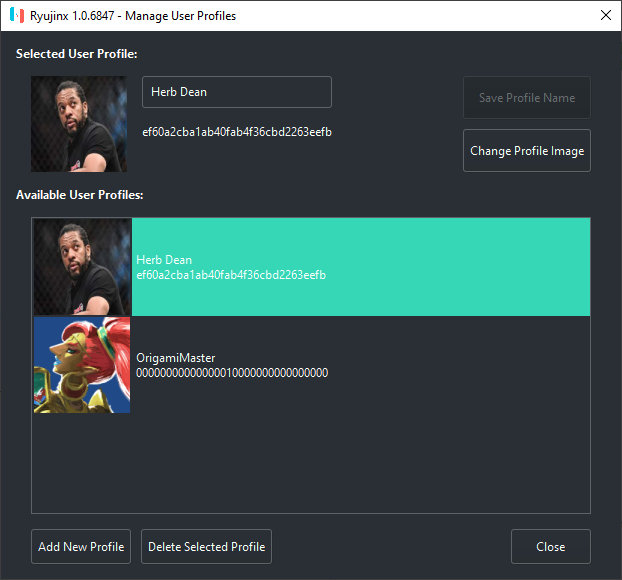 Ryujinx 1.0.6847 - Manage User Profiles
Selected User Profile:
Herb Dean
Save Profile Name
ef60a2cba1ab40fab4f36cbd2263eefb
Change Profile Image
Available User Profiles:
Herb Dean
ef60a2cba1ab40fab4f36cbd2263eefb
OrigamiMaster
00000000000000010000000000000000
Add New Profile
Delete Selected Profile
Close